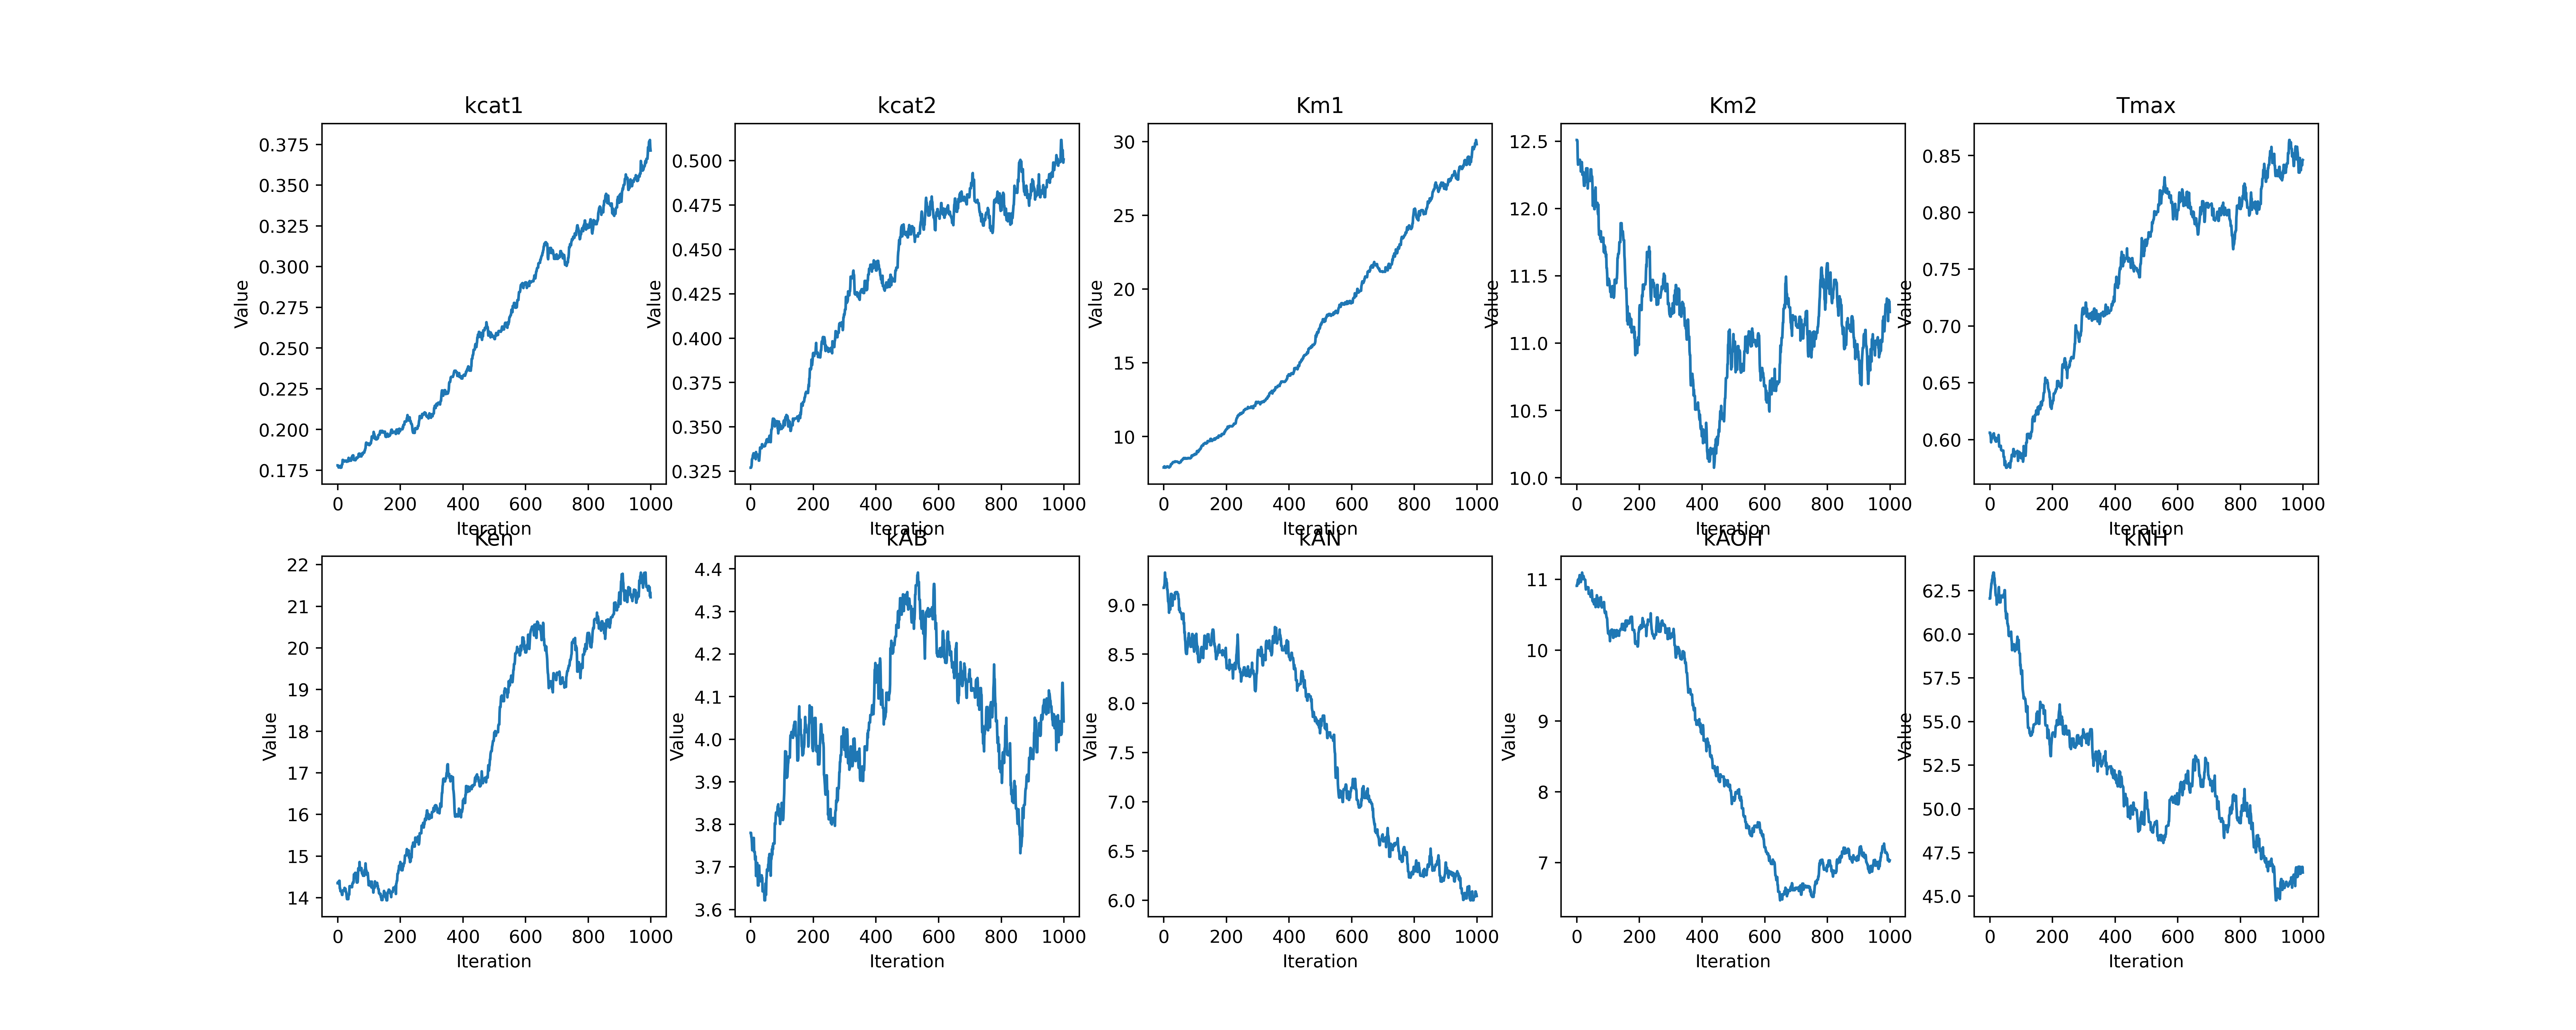 kcat1
Value
0.375
0.350
0.325
0.300
0.275
0.250
0.225
0.200
0.175
0 200 400 600 800 1000
Iteration
kcat2
Value
0.500
0.475
0.450
0.425
0.400
0.375
0.350
0.325
0 200 400 600 800 1000
Iteration
Km1
Value
30
25
20
15
10
0 200 400 600 800 1000
Iteration
Km2
Value
12.5
12.0
11.5
11.0
10.5
10.0
0 200 400 600 800 1000
Iteration
Tmax
Value
0.85
0.80
0.75
0.70
0.65
0.60
0 200 400 600 800 1000
Iteration
Ken
Value
22
21
20
19
18
17
16
15
14
0 200 400 600 800 1000
Iteration
kAB
Value
4.4
4.3
4.2
4.1
4.0
3.9
3.8
3.7
3.6
0 200 400 600 800 1000
Iteration
kAN
Value
9.0
8.5
8.0
7.5
7.0
6.5
6.0
0 200 400 600 800 1000
Iteration
kAOH
Value
11
10
9
8
7
0 200 400 600 800 1000
Iteration
kNH
Value
62.5
60.0
57.5
55.0
52.5
50.0
47.5
45.0
0 200 400 600 800 1000
Iteration